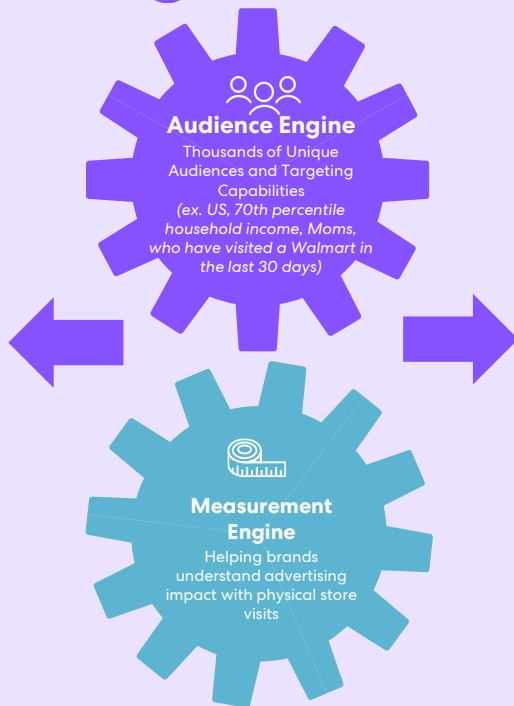 Audience Engine
Thousands of Unique
Audiences and Targeting
Capabilities
(ex. US, 70th percentile
household income, Moms,
who have visited a Walmart in
the last 30 days)
Measurement
Engine
Helping brands
understand advertising
impact with physical store
visits